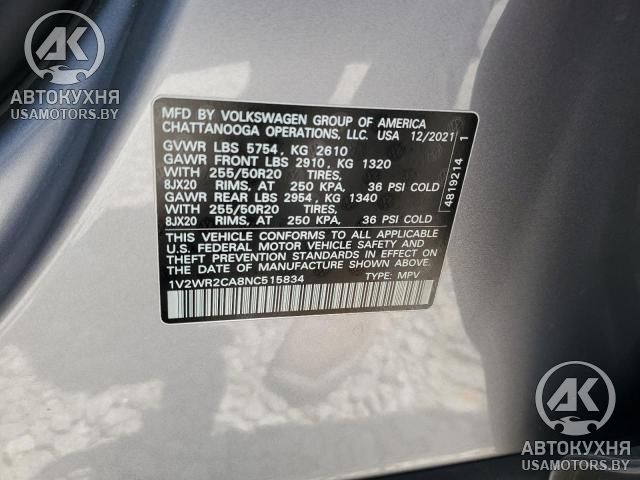 AK
АВТОКУХНЯ
USAMOTORS.BY
MFD BY VOLKSWAGEN GROUP OF AMERICA
CHATTANOOGA OPERATIONS, LLC. USA 12/2021
GVWR LBS 5754, KG 2610
GAWR FRONT LBS 2910, KG 1320
WITH 255/50R20 TIRES,
8JX20 RIMS, AT 250 KPA, 36 PSI COLD
GAWR REAR LBS 2954, KG 1340
WITH 255/50R20 TIRES,
8JX20 RIMS, AT 250 KPA, 36 PSI COLD
THIS VEHICLE CONFORMS TO ALL APPLICABLE
U.S. FEDERAL MOTOR VEHICLE SAFETY AND
THEFT PREVENTION STANDARDS IN EFFECT ON THE
DATE OF MANUFACTURE SHOWN ABOVE.
1V2WR2CA8NC515834 TYPE: MPV
4819214 1
AK
АВТОКУХНЯ
USAMOTORS.BY